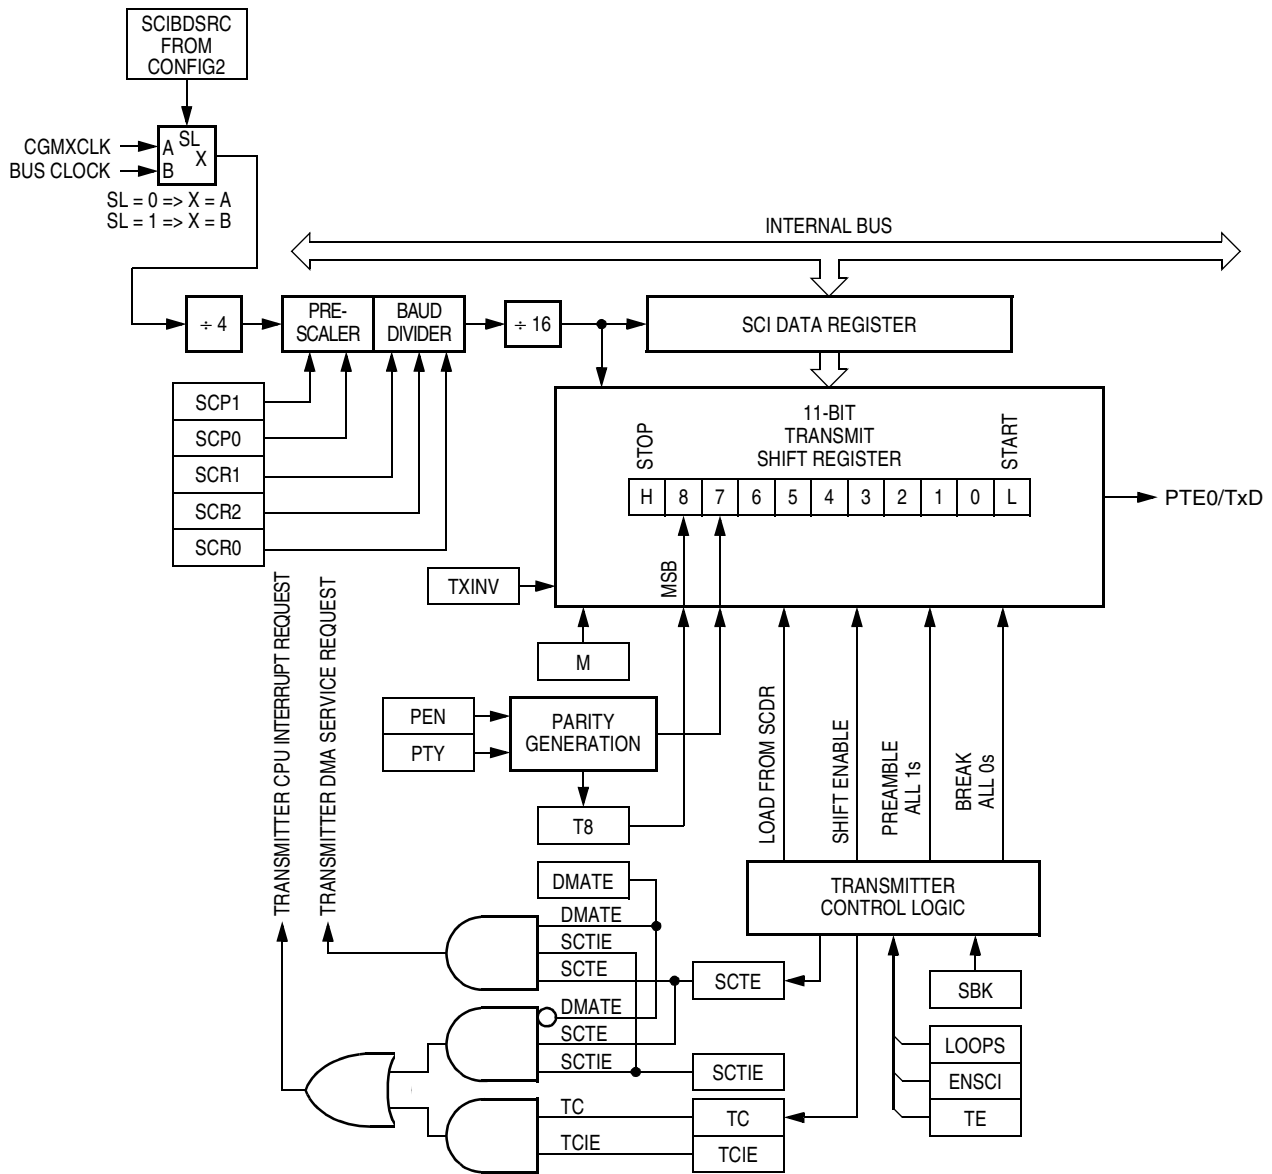 SCIBDSRC
FROM
CONFIG2
CGMXCLK
BUS CLOCK
A
SL
X
B
SL = 0 => X = A
SL = 1 => X = B
INTERNAL BUS
÷ 4
PRE-
SCALER
BAUD
DIVIDER
÷ 16
SCI DATA REGISTER
SCP1
SCP0
SCR1
SCR2
SCR0
11-BIT
TRANSMIT
SHIFT REGISTER
STOP
START
H 8 7 6 5 4 3 2 1 0 L
PTE0/TxD
MSB
TXINV
M
PEN
PTY
PARITY
GENERATION
T8
TRANSMITTER CPU INTERRUPT REQUEST
TRANSMITTER DMA SERVICE REQUEST
LOAD FROM SCDR
SHIFT ENABLE
PREAMBLE
ALL 1s
BREAK
ALL 0s
TRANSMITTER
CONTROL LOGIC
DMATE
DMATE
SCTIE
SCTE
SCTE
DMATE
SCTE
SCTIE
SCTIE
TC
TCIE
TC
TCIE
SBK
LOOPS
ENSCI
TE